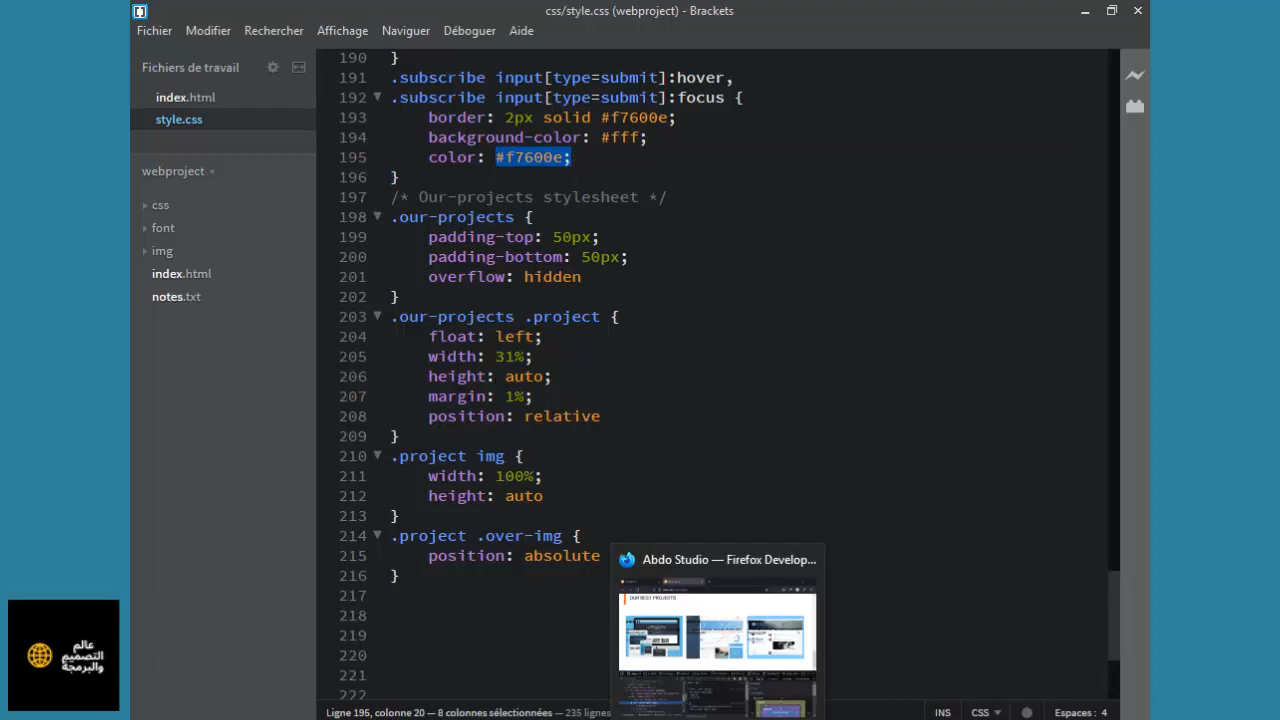 css/style.css (webproject) - Brackets
Fichier Modifier Rechercher Affichage Naviguer Déboguer Aide
Fichiers de travail
index.html
style.css
webproject
css
font
img
index.html
notes.txt
190 }
191 .subscribe input[type=submit]:hover,
192 .subscribe input[type=submit]:focus {
193 border: 2px solid #f7600e;
194 background-color: #fff;
195 color: #f7600e;
196 }
197 /* Our-projects stylesheet */
198 .our-projects {
199 padding-top: 50px;
200 padding-bottom: 50px;
201 overflow: hidden
202 }
203 .our-projects .project {
204 float: left;
205 width: 31%;
206 height: auto;
207 margin: 1%;
208 position: relative
209 }
210 .project img {
211 width: 100%;
212 height: auto
213 }
214 .project .over-img {
215 position: absolute
216 }
217
218
219
220
221
222
Abdo Studio — Firefox Develop...
OUR BEST PROJECTS
عالم
التصميم
والبرمجة
Ligne 195, colonne 20 — 8 colonnes sélectionnées — 235 lignes
INS CSS Espaces: 4